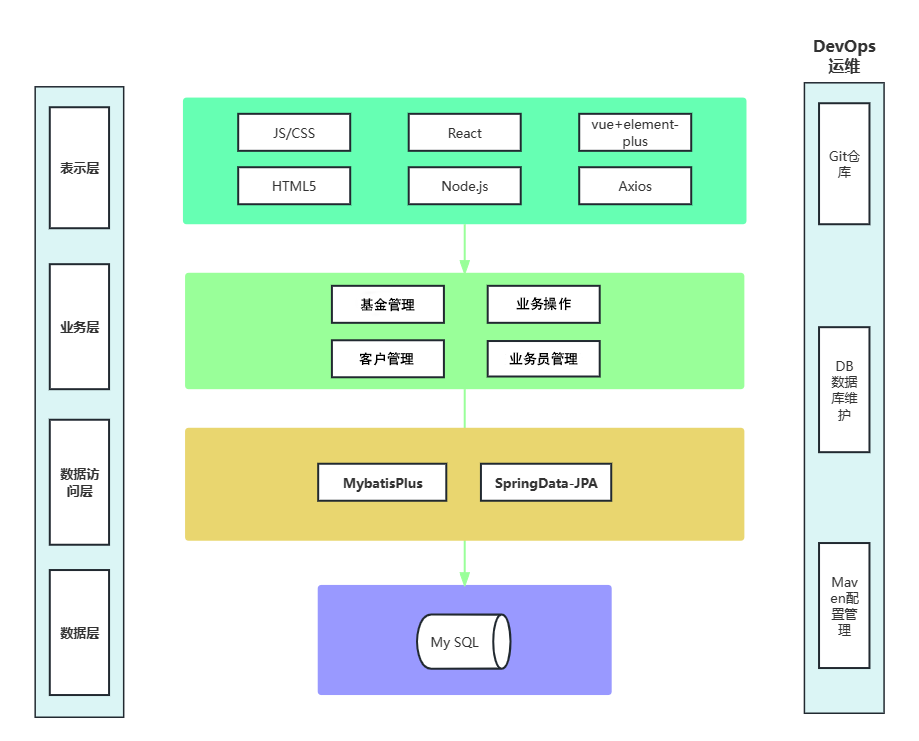 DevOps
运维
表示层
业务层
数据访
问层
数据层
JS/CSS
React
vue+element-
plus
HTML5
Node.js
Axios
基金管理
业务操作
客户管理
业务员管理
MybatisPlus
SpringData-JPA
My SQL
Git仓
库
DB
数据
库维
护
Mav
en配
置管
理